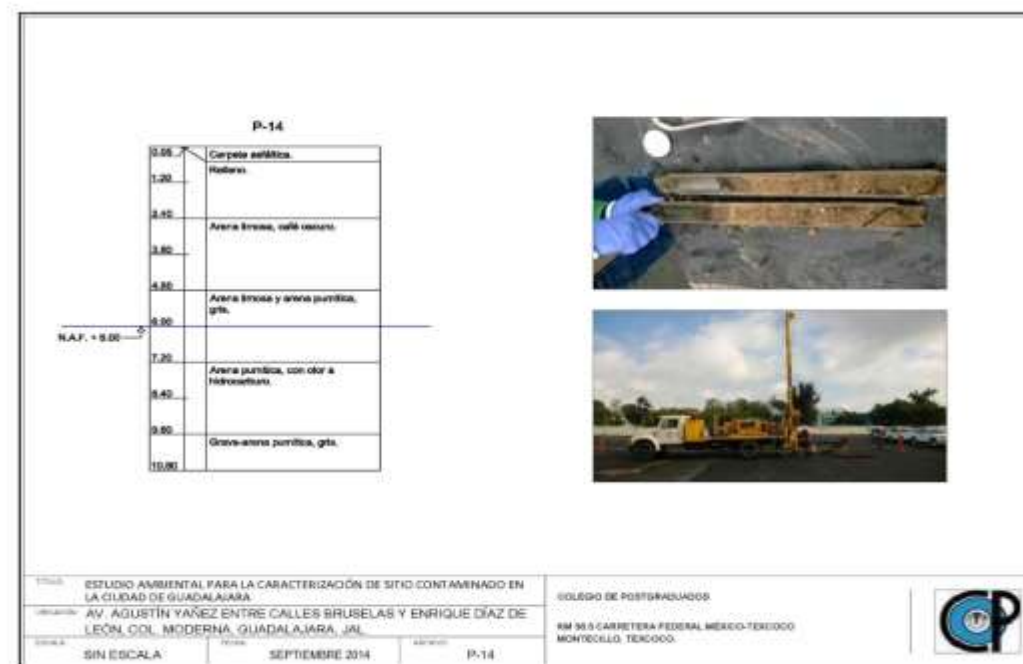 P-14
0.05
Carpeta asfáltica.
Relleno.
1.20
2.40
Arena limosa, café oscuro.
3.60
4.80
Arena limosa y arena pumítica,
gris.
6.00
N.A.F. = 6.00
7.20
Arena pumítica, con olor a
hidrocarburo.
8.40
9.60
Grava-arena pumítica, gris.
10.80
ESTUDIO AMBIENTAL PARA LA CARACTERIZACIÓN DE SITIO CONTAMINADO EN
LA CIUDAD DE GUADALAJARA
AV. AGUSTÍN YAÑEZ ENTRE CALLES BRUSELAS Y ENRIQUE DÍAZ DE
LEÓN, COL. MODERNA, GUADALAJARA, JAL.
SIN ESCALA
SEPTIEMBRE 2014
P-14
COLEGIO DE POSTGRADUADOS
KM 36.5 CARRETERA FEDERAL MÉXICO-TEXCOCO
MONTECILLO, TEXCOCO.
CP